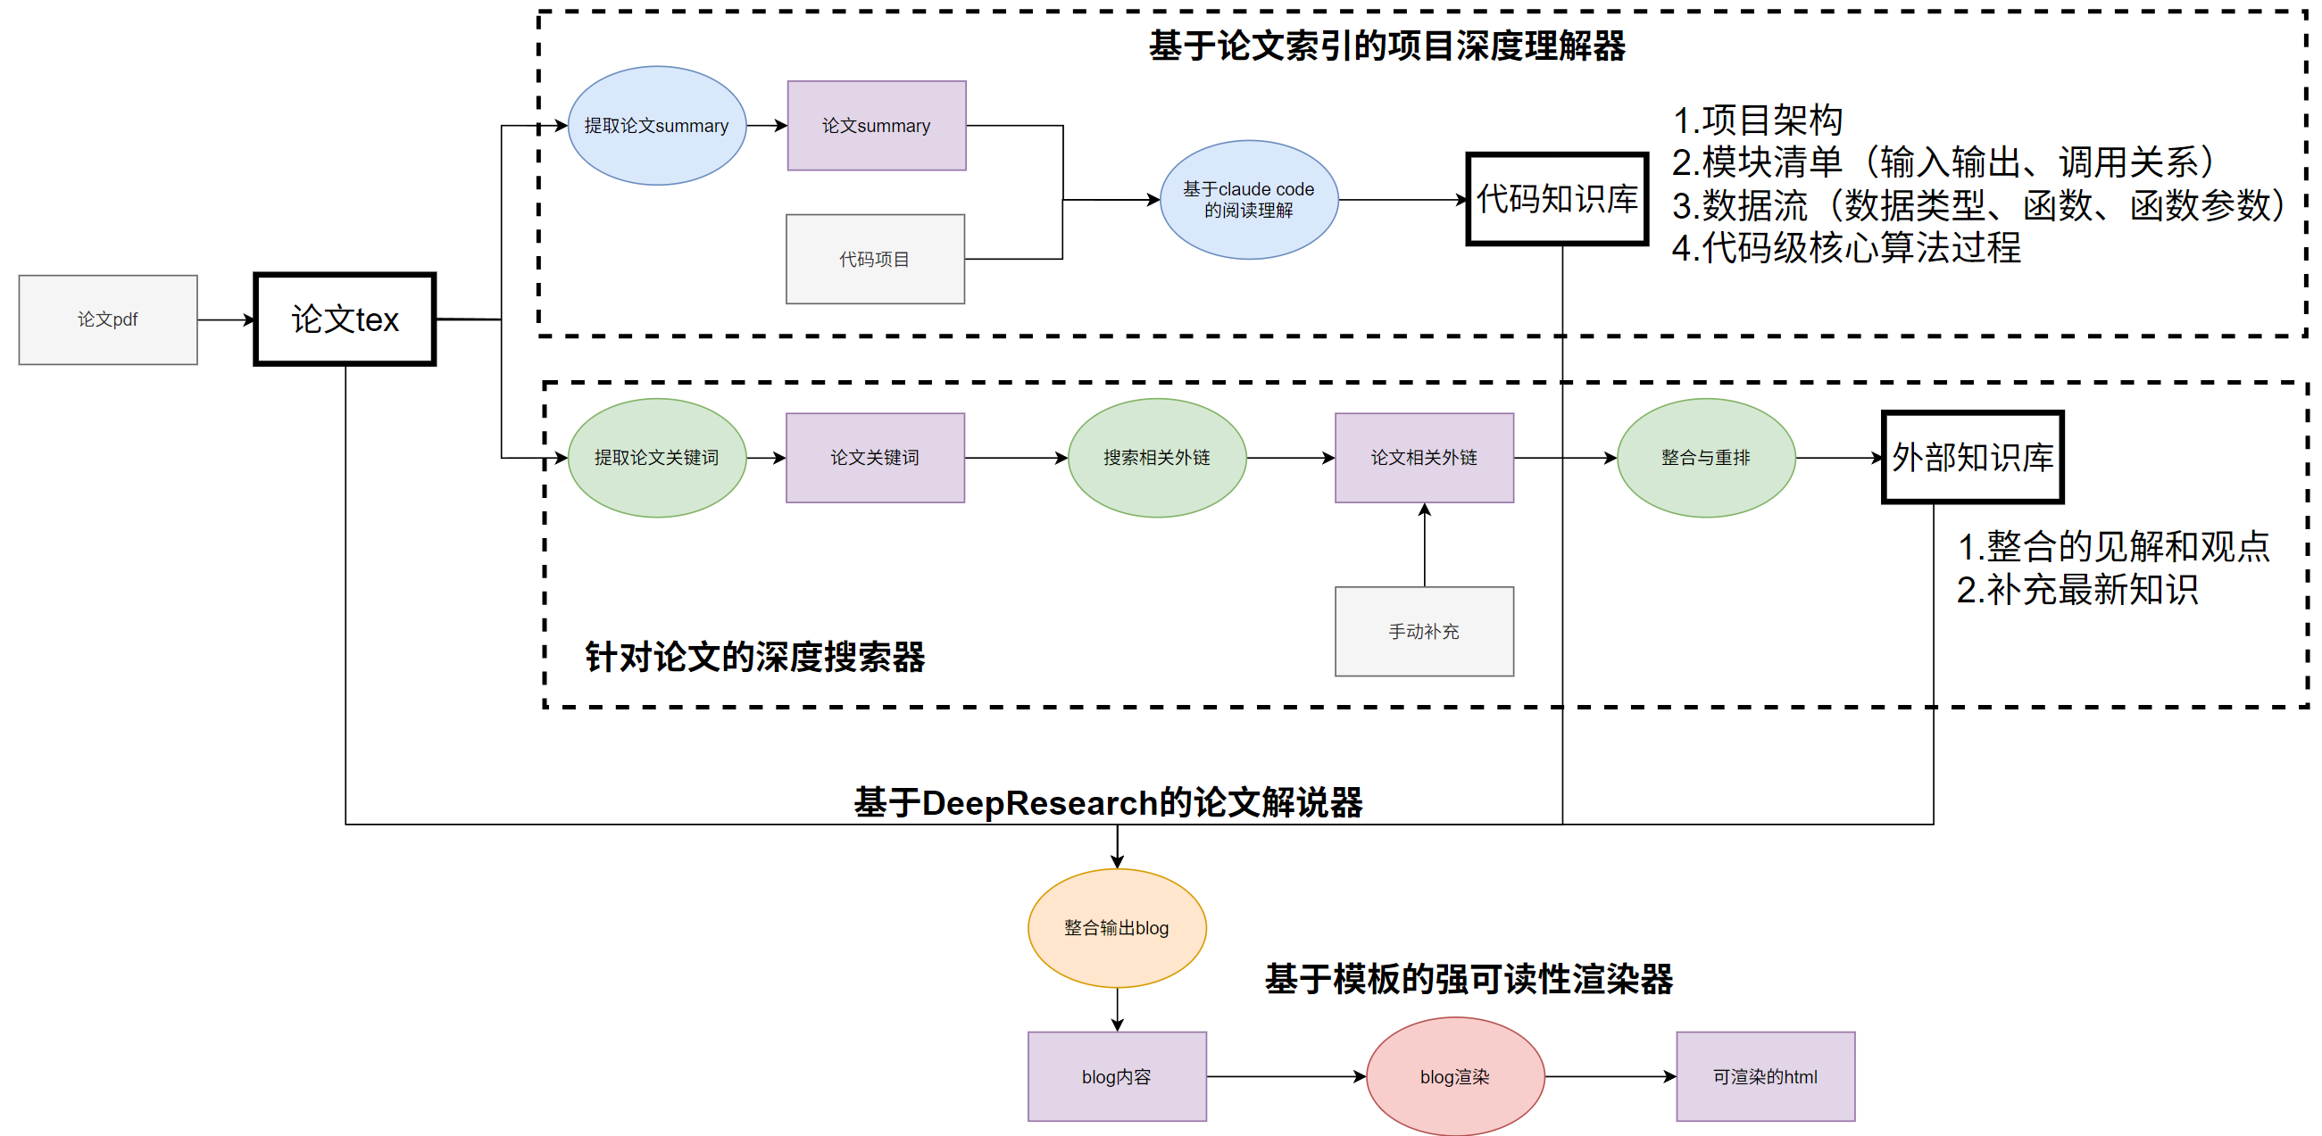 基于论文索引的项目深度理解器
提取论文summary
论文summary
代码项目
基于claude code
的阅读理解
代码知识库
1.项目架构
2.模块清单（输入输出、调用关系）
3.数据流（数据类型、函数、函数参数）
4.代码级核心算法过程
论文pdf
论文tex
提取论文关键词
论文关键词
搜索相关外链
论文相关外链
整合与重排
外部知识库
1.整合的见解和观点
2.补充最新知识
手动补充
针对论文的深度搜索器
基于DeepResearch的论文解说器
整合输出blog
基于模板的强可读性渲染器
blog内容
blog渲染
可渲染的html